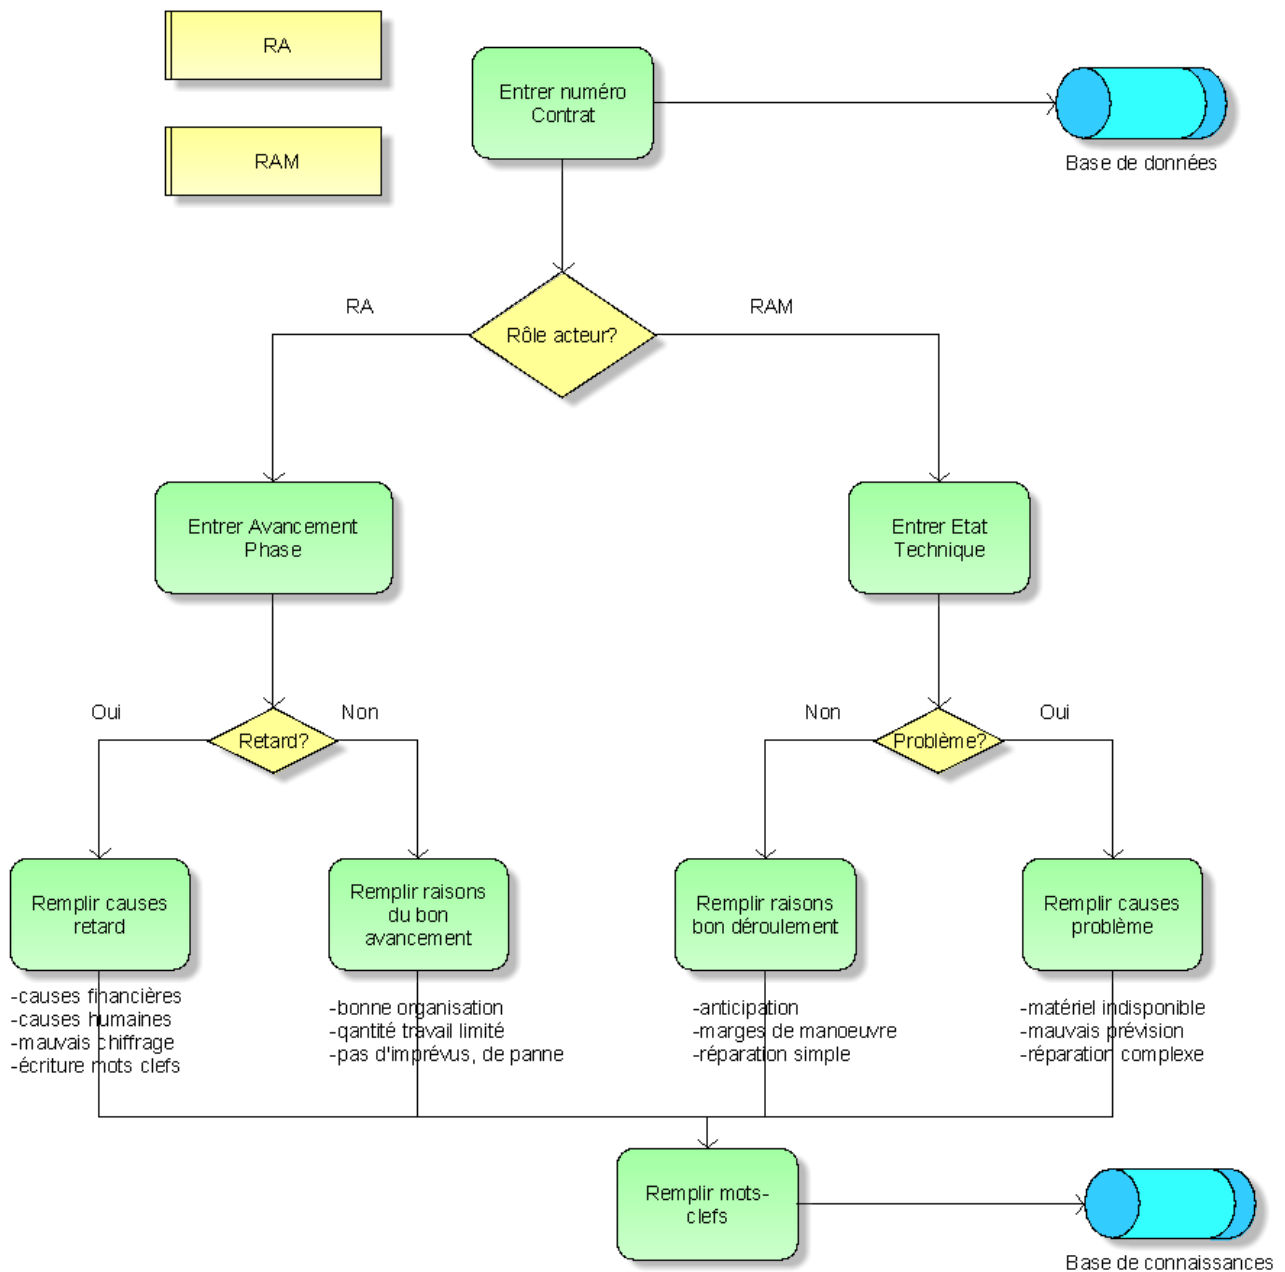 RA
Entrer numéro
Contrat
RAM
Base de données
RA
RAM
Rôle acteur?
Entrer Avancement
Phase
Entrer Etat
Technique
Oui
Non
Non
Oui
Retard?
Problème?
Remplir causes
retard
Remplir raisons
du bon
avancement
Remplir raisons
bon déroulement
Remplir causes
problème
-causes financières
-causes humaines
-mauvais chiffrage
-écriture mots clefs
-bonne organisation
-qantité travail limité
-pas d'imprévus, de panne
-anticipation
-marges de manoeuvre
-réparation simple
-matériel indisponible
-mauvais prévision
-réparation complexe
Remplir mots-
clefs
Base de connaissances